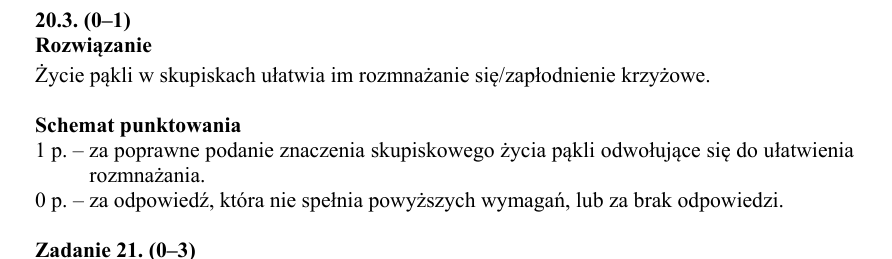 20.3. (0–1)
Rozwiązanie
Życie pąkli w skupiskach ułatwia im rozmnażanie się/zapłodnienie krzyżowe.
Schemat punktowania
1 p. – za poprawne podanie znaczenia skupiskowego życia pąkli odwołujące się do ułatwienia
rozmnażania.
0 p. – za odpowiedź, która nie spełnia powyższych wymagań, lub za brak odpowiedzi.
Zadanie 21. (0–3)